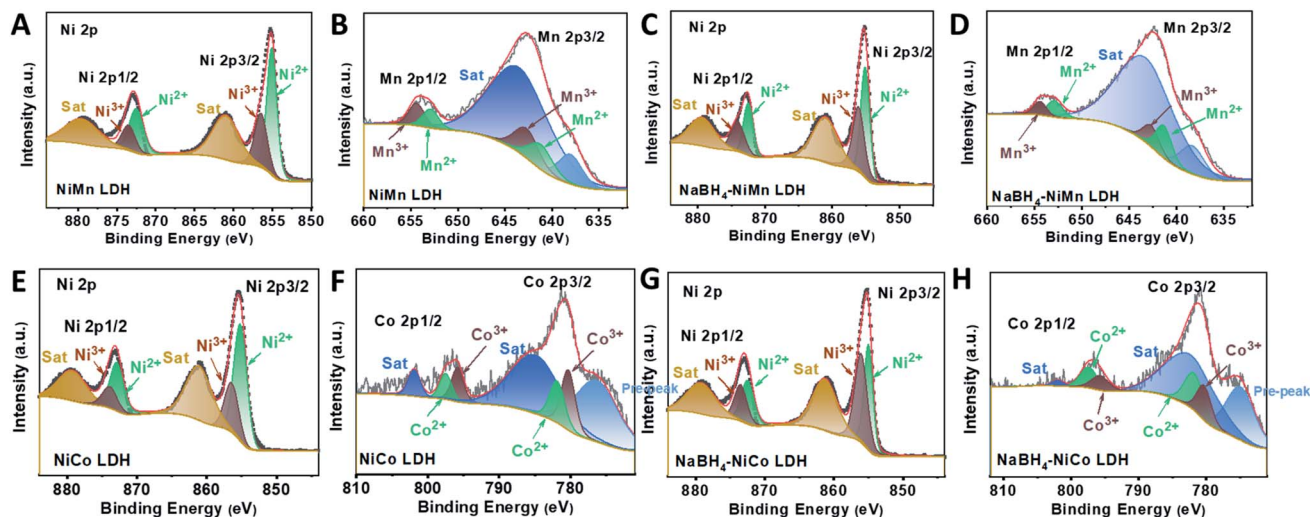 A
Ni 2p
Ni 2p3/2
Ni 2p1/2
Ni2+
Ni3+
Ni2+
Ni3+
Sat
Sat
NiMn LDH
Intensity (a.u.)
880 875 870 865 860 855 850
Binding Energy (eV)
B
Mn 2p3/2
Mn 2p1/2
Sat
Mn3+
Mn2+
Mn3+
Mn2+
NiMn LDH
Intensity (a.u.)
660 655 650 645 640 635
Binding Energy (eV)
C
Ni 2p
Ni 2p3/2
Ni 2p1/2
Ni3+
Ni2+
Ni3+
Ni2+
Sat
Sat
NaBH4-NiMn LDH
Intensity (a.u.)
880 870 860 850
Binding Energy (eV)
D
Mn 2p3/2
Mn 2p1/2
Sat
Mn2+
Mn3+
Mn3+
Mn2+
NaBH4-NiMn LDH
Intensity (a.u.)
660 655 650 645 640 635
Binding Energy (eV)
E
Ni 2p
Ni 2p3/2
Ni 2p1/2
Ni3+
Ni2+
Ni3+
Ni2+
Sat
Sat
NiCo LDH
Intensity (a.u.)
880 870 860 850
Binding Energy (eV)
F
Co 2p3/2
Co 2p1/2
Co3+
Sat
Sat
Co3+
Pre-peak
Co2+
Co2+
NiCo LDH
Intensity (a.u.)
810 800 790 780
Binding Energy (eV)
G
Ni 2p
Ni 2p3/2
Ni 2p1/2
Ni3+
Ni2+
Ni3+
Ni2+
Sat
Sat
NaBH4-NiCo LDH
Intensity (a.u.)
880 870 860 850
Binding Energy (eV)
H
Co 2p3/2
Co 2p1/2
Co2+
Sat
Sat
Co3+
Pre-peak
Co3+
Co2+
NaBH4-NiCo LDH
Intensity (a.u.)
810 800 790 780
Binding Energy (eV)